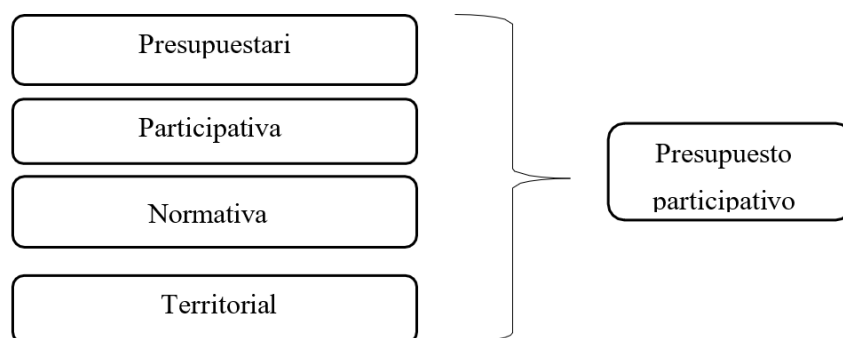 Presupuestari
Participativa
Normativa
Territorial
Presupuesto
participativo